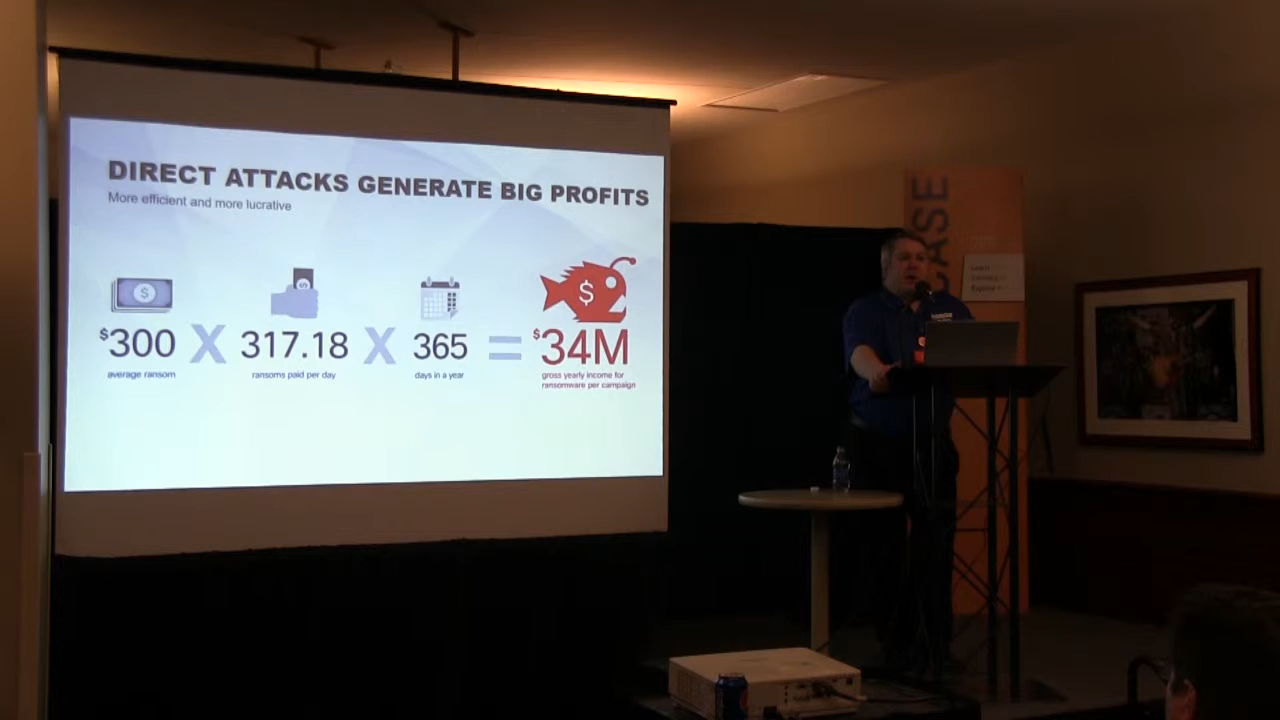 DIRECT ATTACKS GENERATE BIG PROFITS
More efficient and more lucrative
$300 X 317.18 X 365 = $34M
average ransom
ransoms paid per day
days in a year
gross yearly income for
ransomware per campaign
$
$
CASE